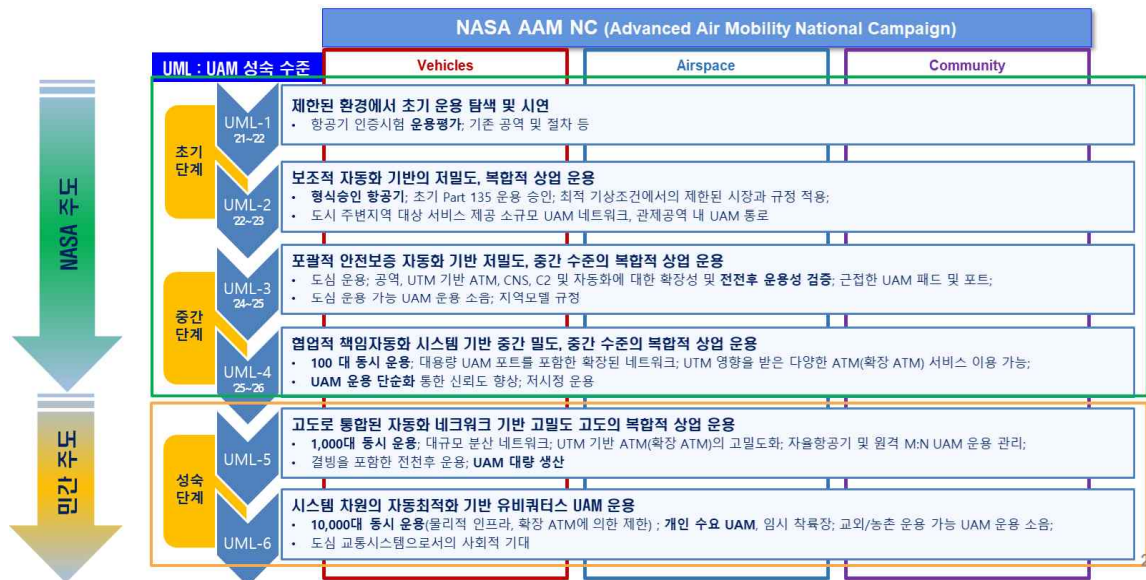 NASA AAM NC (Advanced Air Mobility National Campaign)
UML : UAM 성숙 수준
Vehicles
Airspace
Community
NASA 주도
민간 주도
초기
단계
UML-1
'21~'22
제한된 환경에서 초기 운용 탐색 및 시연
• 항공기 인증시험 운용평가; 기존 공역 및 절차 등
UML-2
'22~'23
보조적 자동화 기반의 저밀도, 복합적 상업 운용
• 형식승인 항공기; 초기 Part 135 운용 승인; 최적 기상조건에서의 제한된 시장과 규정 적용;
• 도시 주변지역 대상 서비스 제공 소규모 UAM 네트워크, 관제공역 내 UAM 통로
중간
단계
UML-3
'24~'25
포괄적 안전보증 자동화 기반 저밀도, 중간 수준의 복합적 상업 운용
• 도심 운용; 공역, UTM 기반 ATM, CNS, C2 및 자동화에 대한 확장성 및 전전후 운용성 검증; 근접한 UAM 패드 및 포트;
• 도심 운용 가능 UAM 운용 소음; 지역모델 규정
UML-4
'25~'26
협업적 책임자동화 시스템 기반 중간 밀도, 중간 수준의 복합적 상업 운용
• 100 대 동시 운용; 대용량 UAM 포트를 포함한 확장된 네트워크; UTM 영향을 받은 다양한 ATM(확장 ATM) 서비스 이용 가능;
• UAM 운용 단순화 통한 신뢰도 향상; 저시정 운용
성숙
단계
UML-5
고도로 통합된 자동화 네크워크 기반 고밀도 고도의 복합적 상업 운용
• 1,000대 동시 운용; 대규모 분산 네트워크; UTM 기반 ATM(확장 ATM)의 고밀도화; 자율항공기 및 원격 M:N UAM 운용 관리;
• 결빙을 포함한 전천후 운용; UAM 대량 생산
UML-6
시스템 차원의 자동최적화 기반 유비쿼터스 UAM 운용
• 10,000대 동시 운용(물리적 인프라, 확장 ATM에 의한 제한) ; 개인 수요 UAM, 임시 착륙장; 교외/농촌 운용 가능 UAM 운용 소음;
• 도심 교통시스템으로서의 사회적 기대